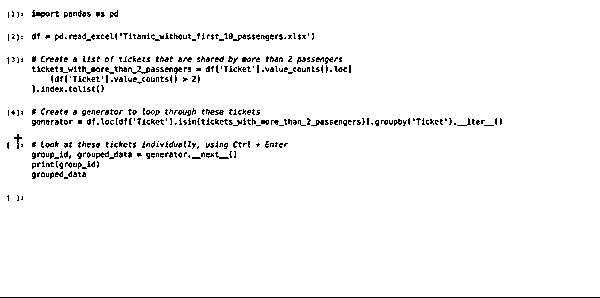 [1]: import pandas as pd
[2]: df = pd.read_excel('Titanic_without_first_10_passengers.xlsx')
[3]: # Create a list of tickets that are shared by more than 2 passengers
tickets_with_more_than_2_passengers = df['Ticket'].value_counts().loc[
(df['Ticket'].value_counts() > 2)
].index.tolist()
[4]: # Create a generator to loop through these tickets
generator = df.loc[df['Ticket'].isin(tickets_with_more_than_2_passengers)].groupby("Ticket").__iter__()
[ ]: # Look at these tickets individually, using Ctrl + Enter
group_id, grouped_data = generator.__next__()
print(group_id)
grouped_data
[ ]: